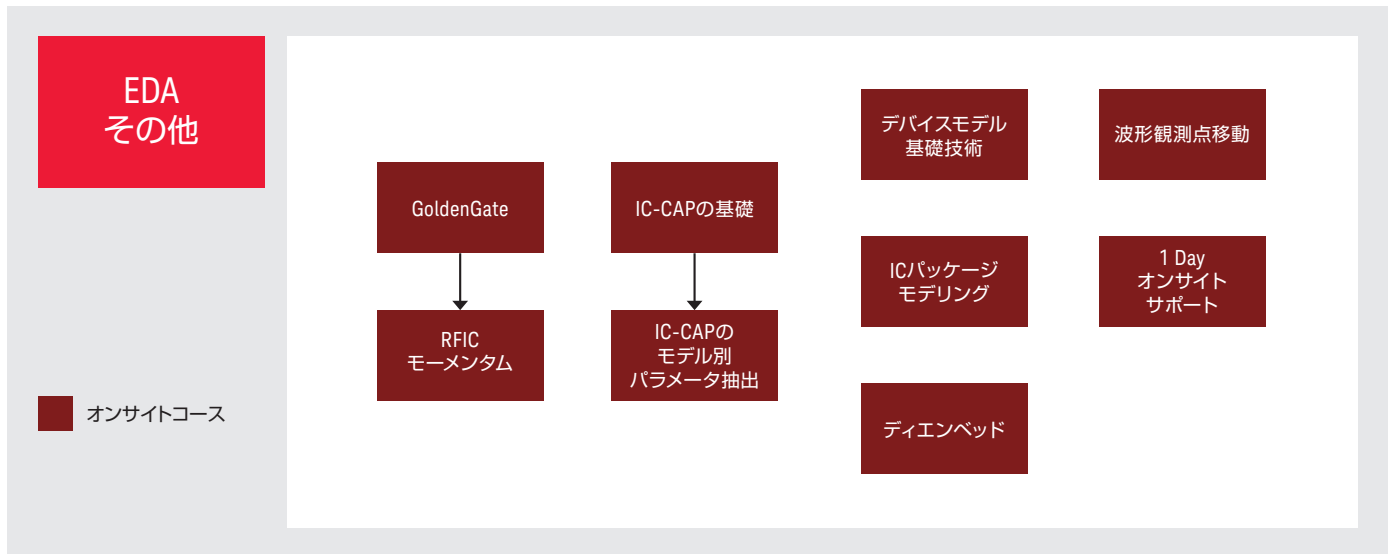 EDA
その他
オンサイトコース
GoldenGate
RFIC
モーメンタム
IC-CAPの基礎
IC-CAPの
モデル別
パラメータ抽出
デバイスモデル
基礎技術
ICパッケージ
モデリング
ディエンベッド
波形観測点移動
1 Day
オンサイト
サポート